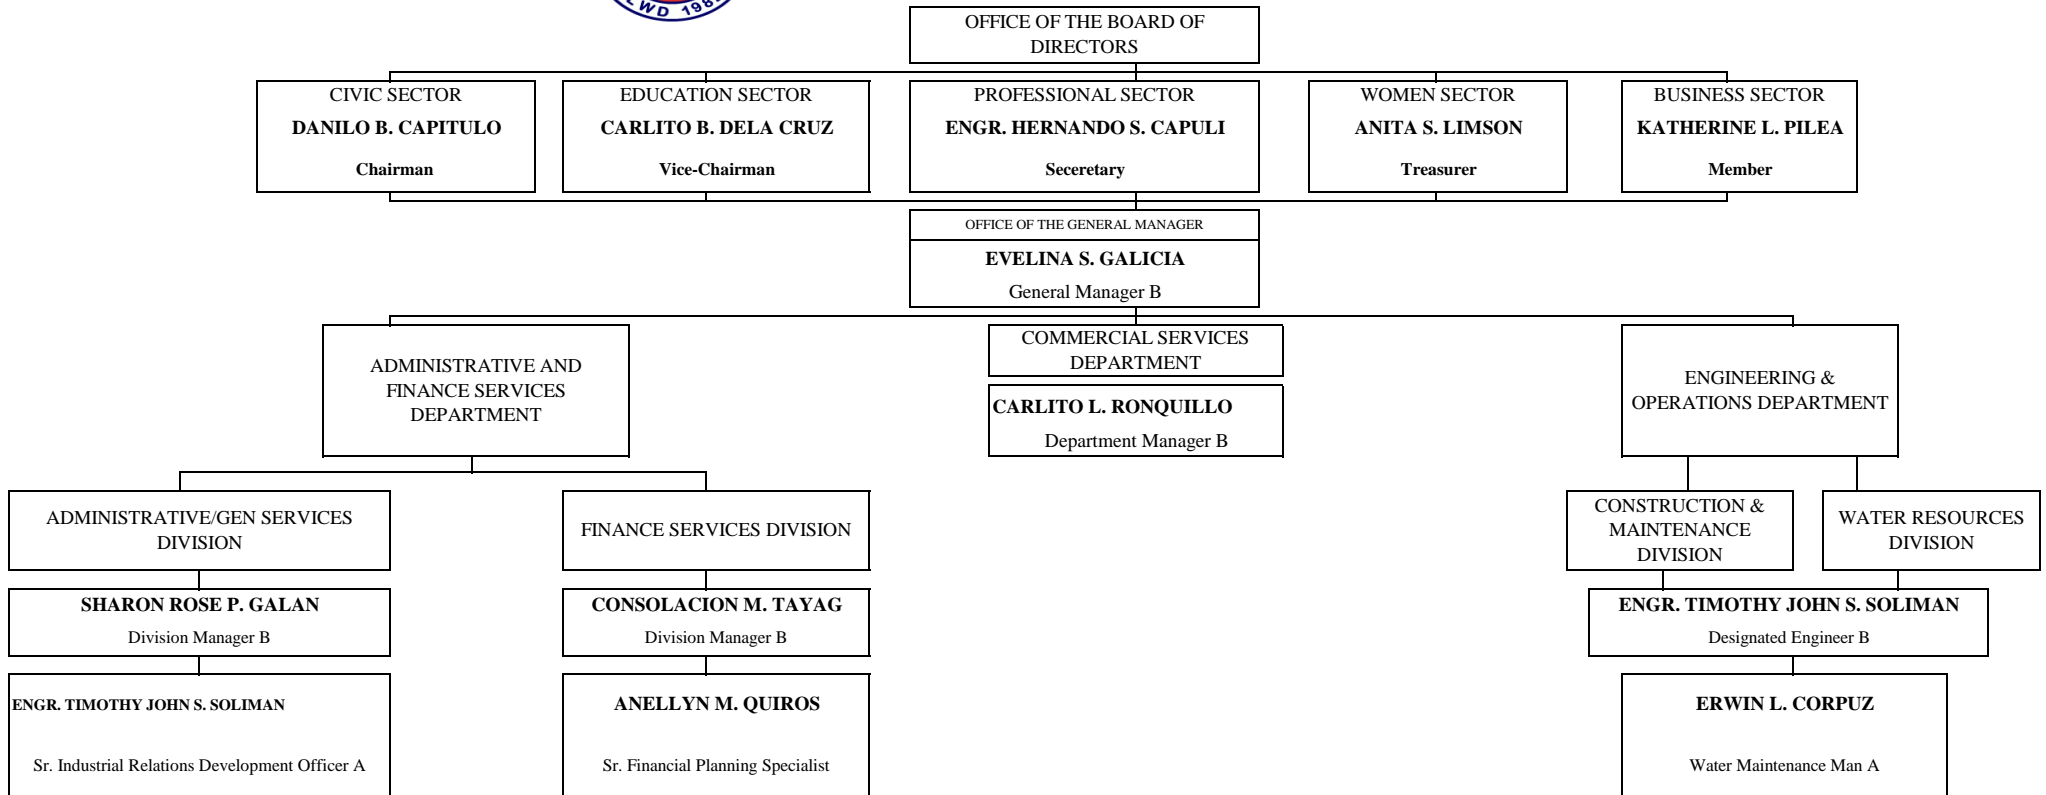 EWD 1989
OFFICE OF THE BOARD OF
DIRECTORS
CIVIC SECTOR
DANILO B. CAPITULO
Chairman
EDUCATION SECTOR
CARLITO B. DELA CRUZ
Vice-Chairman
PROFESSIONAL SECTOR
ENGR. HERNANDO S. CAPULI
Seceretary
WOMEN SECTOR
ANITA S. LIMSON
Treasurer
BUSINESS SECTOR
KATHERINE L. PILEA
Member
OFFICE OF THE GENERAL MANAGER
EVELINA S. GALICIA
General Manager B
ADMINISTRATIVE AND
FINANCE SERVICES
DEPARTMENT
COMMERCIAL SERVICES
DEPARTMENT
CARLITO L. RONQUILLO
Department Manager B
ENGINEERING &
OPERATIONS DEPARTMENT
ADMINISTRATIVE/GEN SERVICES
DIVISION
FINANCE SERVICES DIVISION
CONSTRUCTION &
MAINTENANCE
DIVISION
WATER RESOURCES
DIVISION
SHARON ROSE P. GALAN
Division Manager B
CONSOLACION M. TAYAG
Division Manager B
ENGR. TIMOTHY JOHN S. SOLIMAN
Designated Engineer B
ENGR. TIMOTHY JOHN S. SOLIMAN
Sr. Industrial Relations Development Officer A
ANELLYN M. QUIROS
Sr. Financial Planning Specialist
ERWIN L. CORPUZ
Water Maintenance Man A